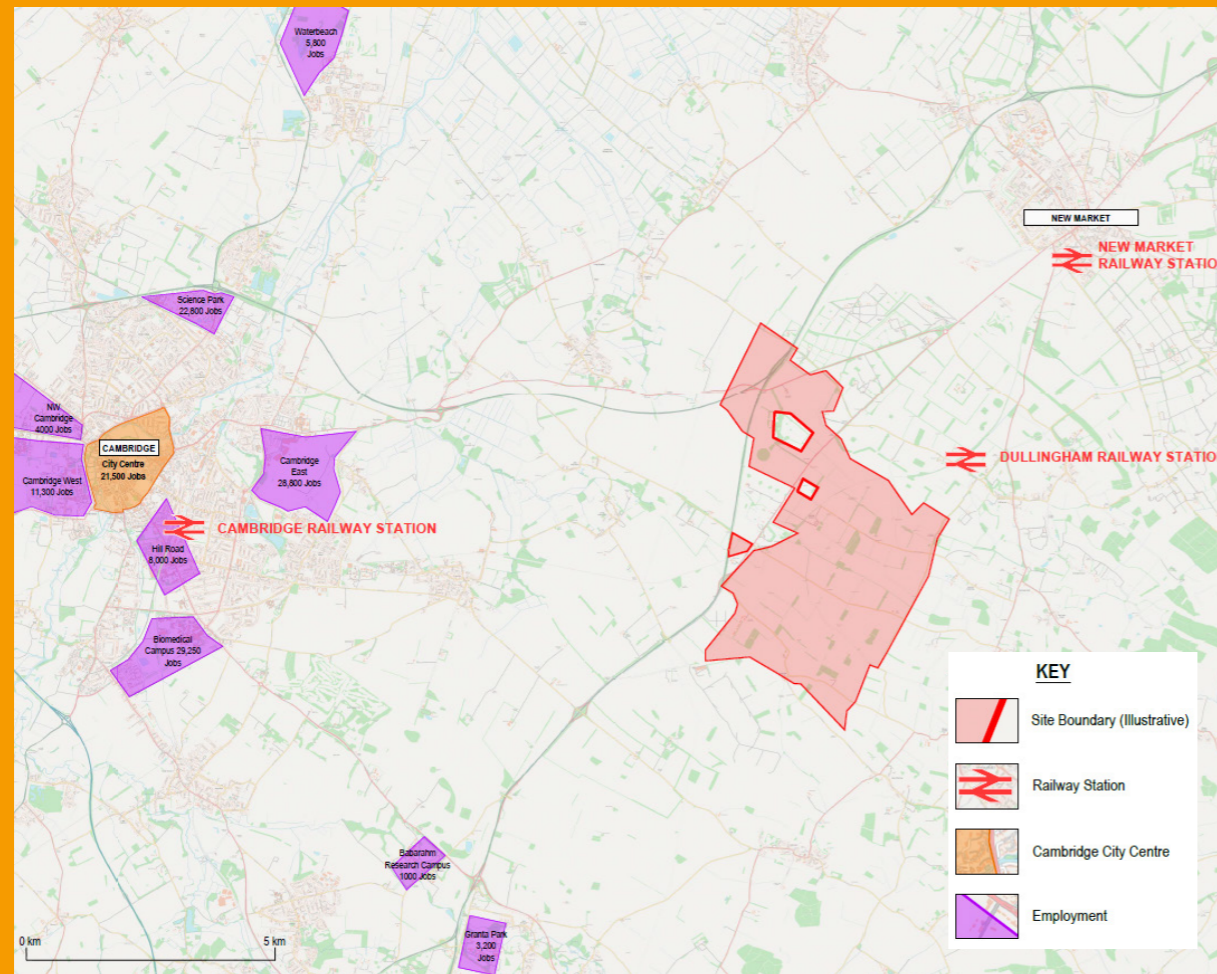 Waterbeach
5,800
Jobs
NEW MARKET
NEW MARKET
RAILWAY STATION
Science Park
22,800 Jobs
NW
Cambridge
4000 Jobs
CAMBRIDGE
City Centre
21,500 Jobs
Cambridge West
11,300 Jobs
Cambridge
East
28,800 Jobs
DULLINGHAM RAILWAY STATIO
CAMBRIDGE RAILWAY STATION
Hill Road
8,000 Jobs
Biomedical
Campus 29,250
Jobs
KEY
Site Boundary (Illustrative)
Railway Station
Cambridge City Centre
Employment
Babarahm
Research Campus
1000 Jobs
Granta Park
3,200
Jobs
0 km
5 km